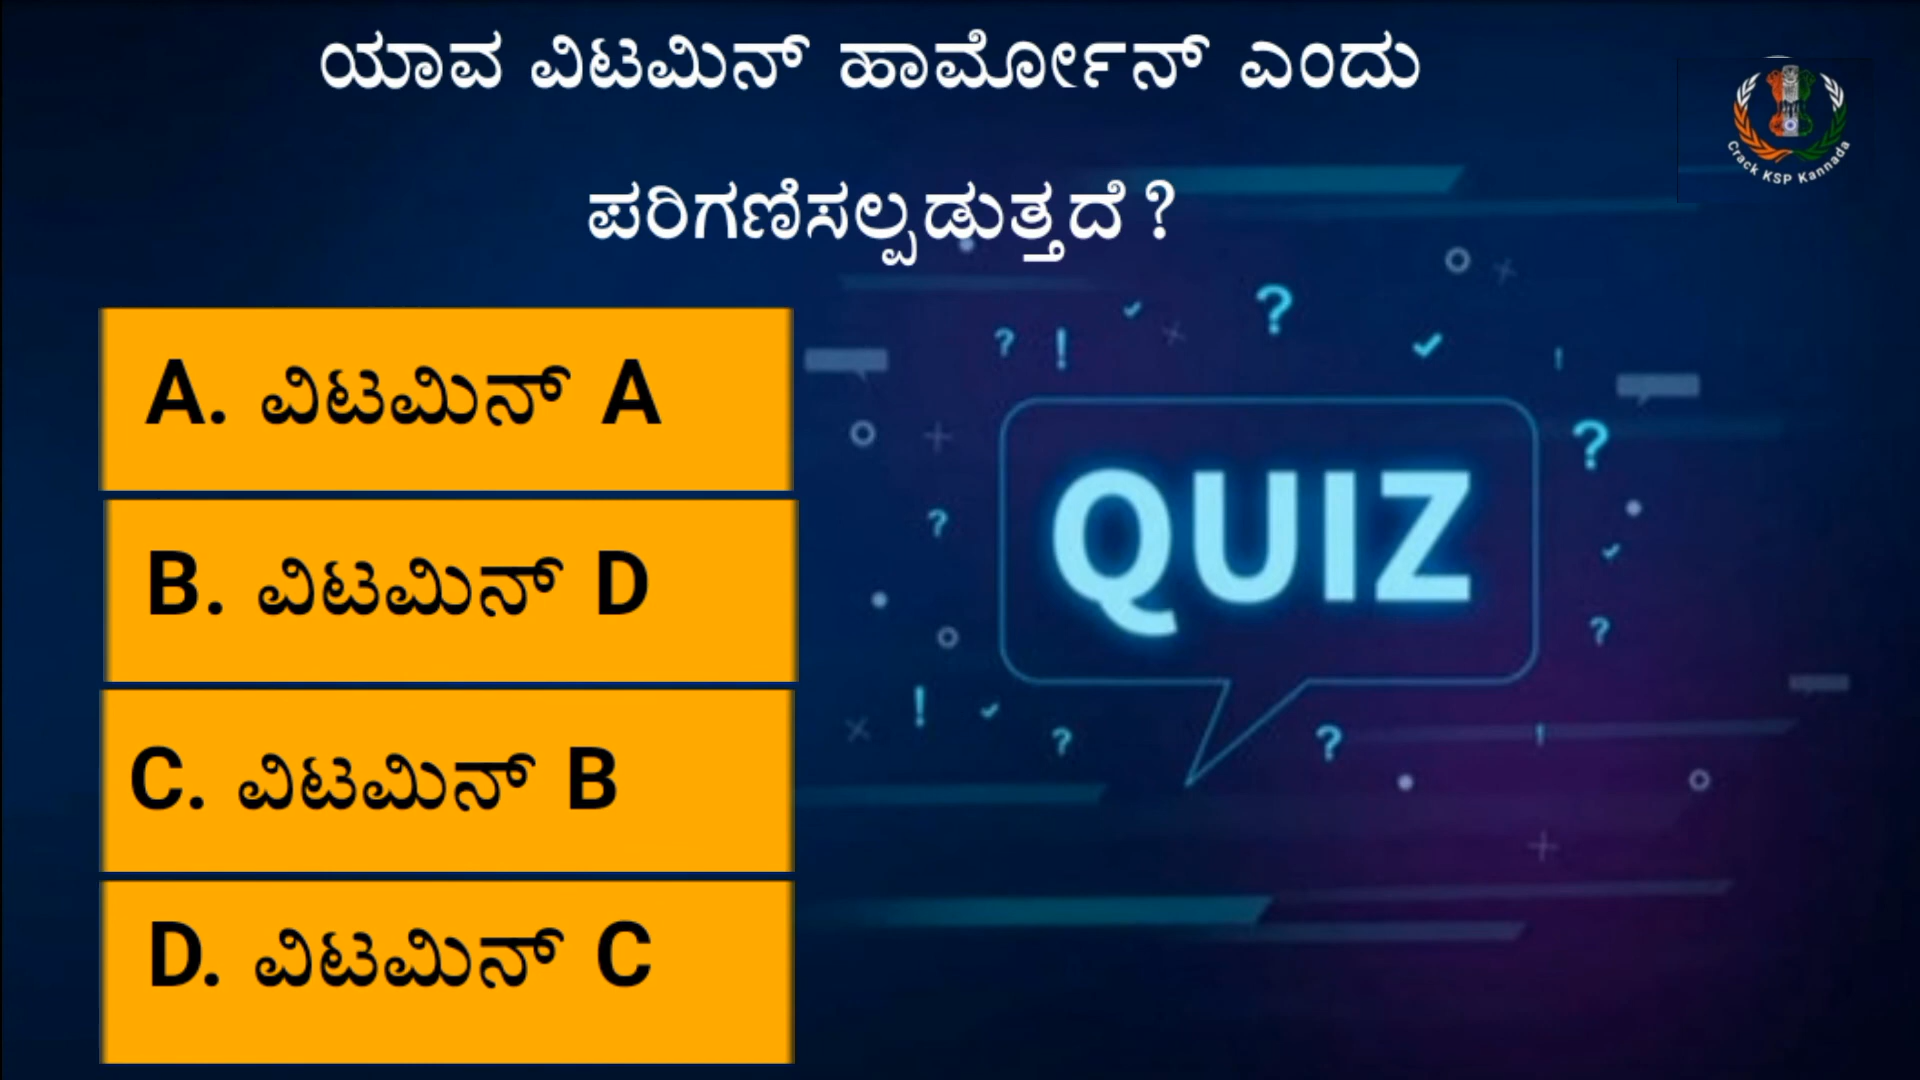 ಯಾವ ವಿಟಮಿನ್ ಹಾರ್ಮೋನ್ ಎಂದು
ಪರಿಗಣಿಸಲ್ಪಡುತ್ತದೆ ?
Crack KSP Kannada
A. ವಿಟಮಿನ್ A
B. ವಿಟಮಿನ್ D
C. ವಿಟಮಿನ್ B
D. ವಿಟಮಿನ್ C
QUIZ